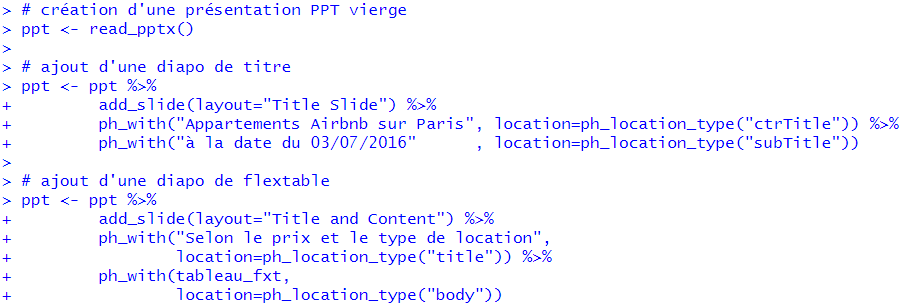 > # création d'une présentation PPT vierge
> ppt <- read_pptx()
>
> # ajout d'une diapo de titre
> ppt <- ppt %>%
+         add_slide(layout="Title Slide") %>%
+         ph_with("Appartements Airbnb sur Paris", location=ph_location_type("ctrTitle")) %>%
+         ph_with("à la date du 03/07/2016"      , location=ph_location_type("subTitle"))
>
> # ajout d'une diapo de flextable
> ppt <- ppt %>%
+         add_slide(layout="Title and Content") %>%
+         ph_with("Selon le prix et le type de location",
+                 location=ph_location_type("title")) %>%
+         ph_with(tableau_fxt,
+                 location=ph_location_type("body"))